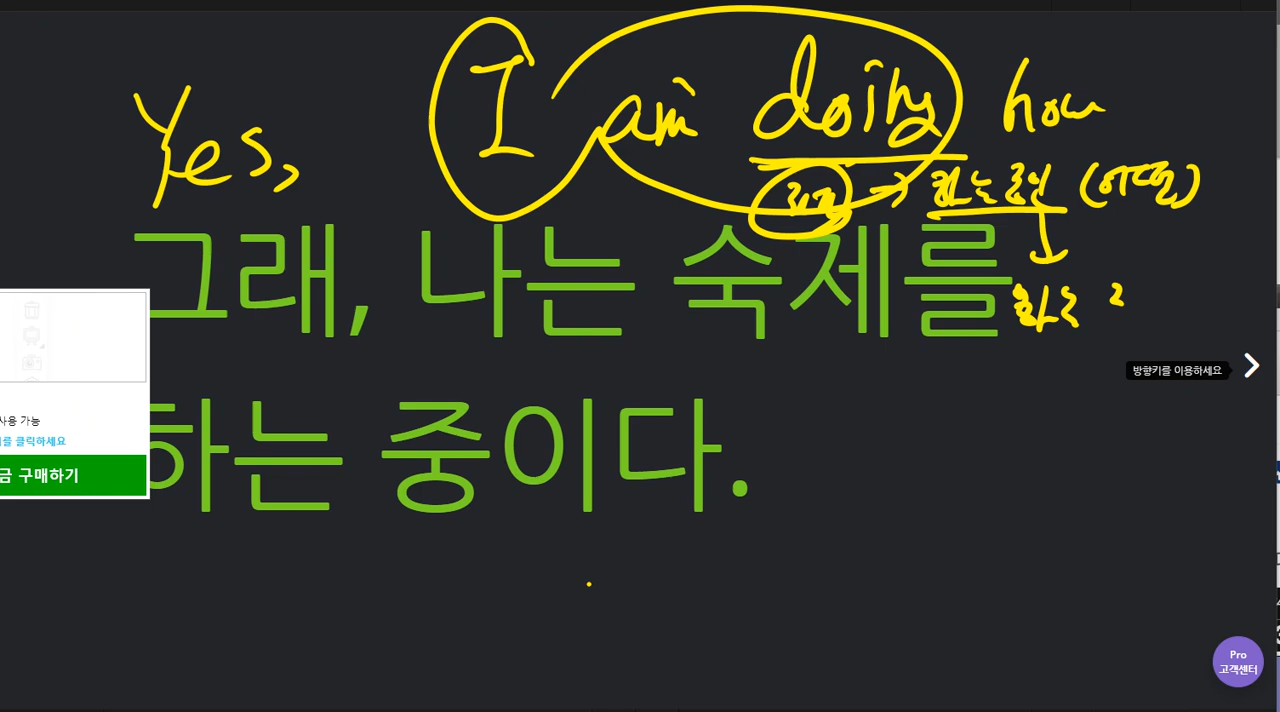 Yes, I am doing
그래, 나는 숙제를
방향키를 이용하세요
하는 중이다.
사용 가능
를 클릭하세요
금 구매하기
Pro
고객센터